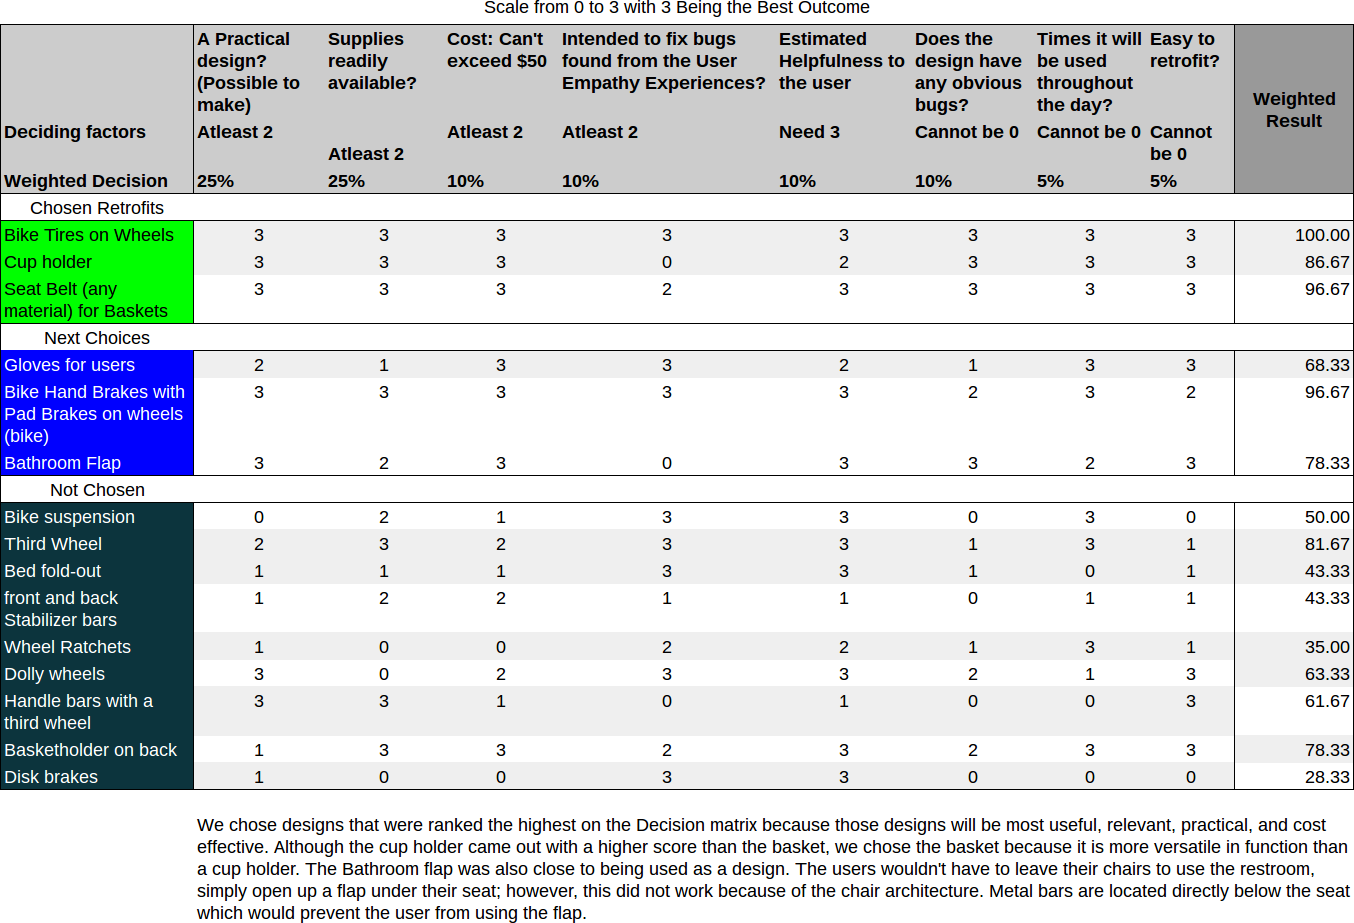 Scale from 0 to 3 with 3 Being the Best Outcome
Deciding factors
Weighted Decision
A Practical
design?
(Possible to
make)
Atleast 2
25%
Supplies
readily
available?
Atleast 2
25%
Cost: Can't
exceed $50
Atleast 2
10%
Intended to fix bugs
found from the User
Empathy Experiences?
Atleast 2
10%
Estimated
Helpfulness to
the user
Need 3
10%
Does the
design have
any obvious
bugs?
Cannot be 0
10%
Times it will
be used
throughout
the day?
Cannot be 0
5%
Easy to
retrofit?
Cannot
be 0
5%
Weighted
Result
Chosen Retrofits
Bike Tires on Wheels 3 3 3 3 3 3 3 3 100.00
Cup holder 3 3 3 0 2 3 3 3 86.67
Seat Belt (any 3 3 3 2 3 3 3 3 96.67
material) for Baskets
Next Choices
Gloves for users 2 1 3 3 2 1 3 3 68.33
Bike Hand Brakes with 3 3 3 3 3 2 3 2 96.67
Pad Brakes on wheels
(bike)
Bathroom Flap 3 2 3 0 3 3 2 3 78.33
Not Chosen
Bike suspension 0 2 1 3 3 0 3 0 50.00
Third Wheel 2 3 2 3 3 1 3 1 81.67
Bed fold-out 1 1 1 3 3 1 0 1 43.33
front and back 1 2 2 1 1 0 1 1 43.33
Stabilizer bars
Wheel Ratchets 1 0 0 2 2 1 3 1 35.00
Dolly wheels 3 0 2 3 3 2 1 3 63.33
Handle bars with a 3 3 1 0 1 0 0 3 61.67
third wheel
Basketholder on back 1 3 3 2 3 2 3 3 78.33
Disk brakes 1 0 0 3 3 0 0 0 28.33
We chose designs that were ranked the highest on the Decision matrix because those designs will be most useful, relevant, practical, and cost
effective. Although the cup holder came out with a higher score than the basket, we chose the basket because it is more versatile in function than
a cup holder. The Bathroom flap was also close to being used as a design. The users wouldn't have to leave their chairs to use the restroom,
simply open up a flap under their seat; however, this did not work because of the chair architecture. Metal bars are located directly below the seat
which would prevent the user from using the flap.